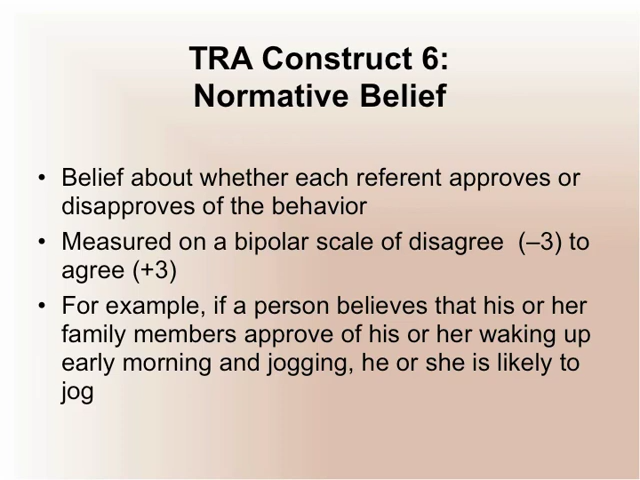 TRA Construct 6:
Normative Belief
• Belief about whether each referent approves or
disapproves of the behavior
• Measured on a bipolar scale of disagree  (–3) to
agree (+3)
• For example, if a person believes that his or her
family members approve of his or her waking up
early morning and jogging, he or she is likely to
jog